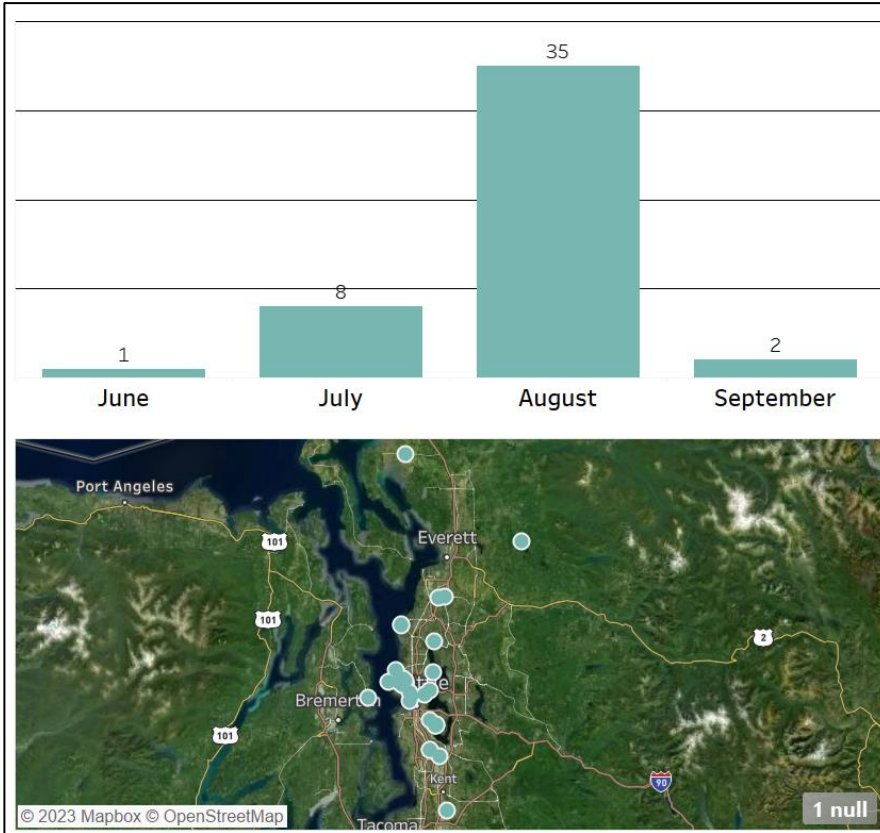 35
8
1
2
June
July
August
September
Port Angeles
101
Everett
101
2
Bremerton
101
90
Kent
© 2023 Mapbox © OpenStreetMap
Tacoma
1 null